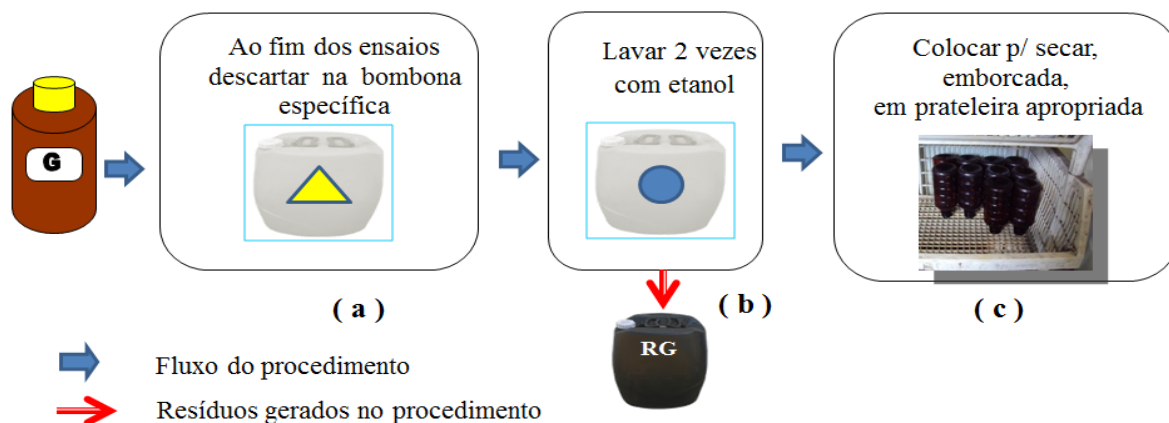 G
Ao fim dos ensaios
descartar na bombona
específica
( a )
Lavar 2 vezes
com etanol
( b )
RG
Colocar p/ secar,
emborcada,
em prateleira apropriada
( c )
Fluxo do procedimento
Resíduos gerados no procedimento